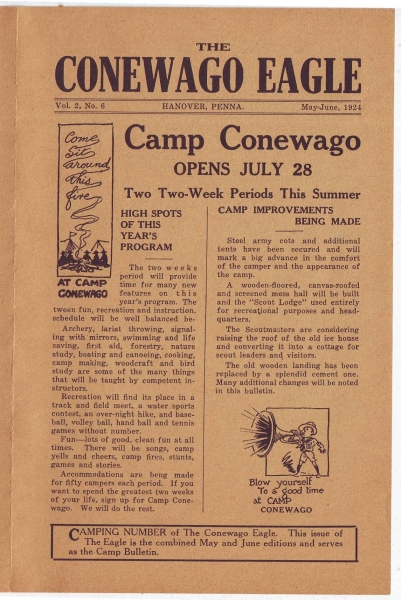 THE
CONEWAGO EAGLE
Vol. 2, No. 6 HANOVER, PENNA. May-June, 1924
Come
Sit
around
this
fire
AT CAMP
CONEWAGO
Camp Conewago
OPENS JULY 28
Two Two-Week Periods This Summer
HIGH SPOTS
OF THIS
YEAR'S
PROGRAM
The two weeks
period will provide
time for many new
features on this
year's program. The
schedule will be well balanced be-
tween fun, recreation and instruction.
Archery, lariat throwing, signal-
ing with mirrors, swimming and life
saving, first aid, forestry, nature
study, boating and canoeing, cooking,
camp making, woodcraft and bird
study are some of the many things
that will be taught by competent in-
structors.
Recreation will find its place in a
track and field meet, a water sports
contest, an over-night hike, and base-
ball, volley ball, hand ball and tennis
games without number.
Fun—lots of good, clean fun at all
times. There will be songs, camp
yells and cheers, camp fires, stunts,
games and stories.
Accommodations are beng made
for fifty campers each period. If you
want to spend the greatest two weeks
of your life, sign up for Camp Cone-
wago. We will do the rest.
CAMP IMPROVEMENTS
BEING MADE
Steel army cots and additional
tents have been secured and will
mark a big advance in the comfort
of the camper and the appearance of
the camp.
A wooden-floored, canvas-roofed
and screened mess hall will be built
and the "Scout Lodge" used entirely
for recreational purposes and head-
quarters.
The Scoutmasters are considering
raising the roof of the old ice house
and converting it into a cottage for
scout leaders and visitors.
The old wooden landing has been
replaced by a splendid cement one.
Many additional changes will be noted
in this bulletin.
Blow yourself
To a good time
at CAMP
CONEWAGO
CAMPING NUMBER of The Conewago Eagle. This issue of
The Eagle is the combined May and June editions and serves
as the Camp Bulletin.